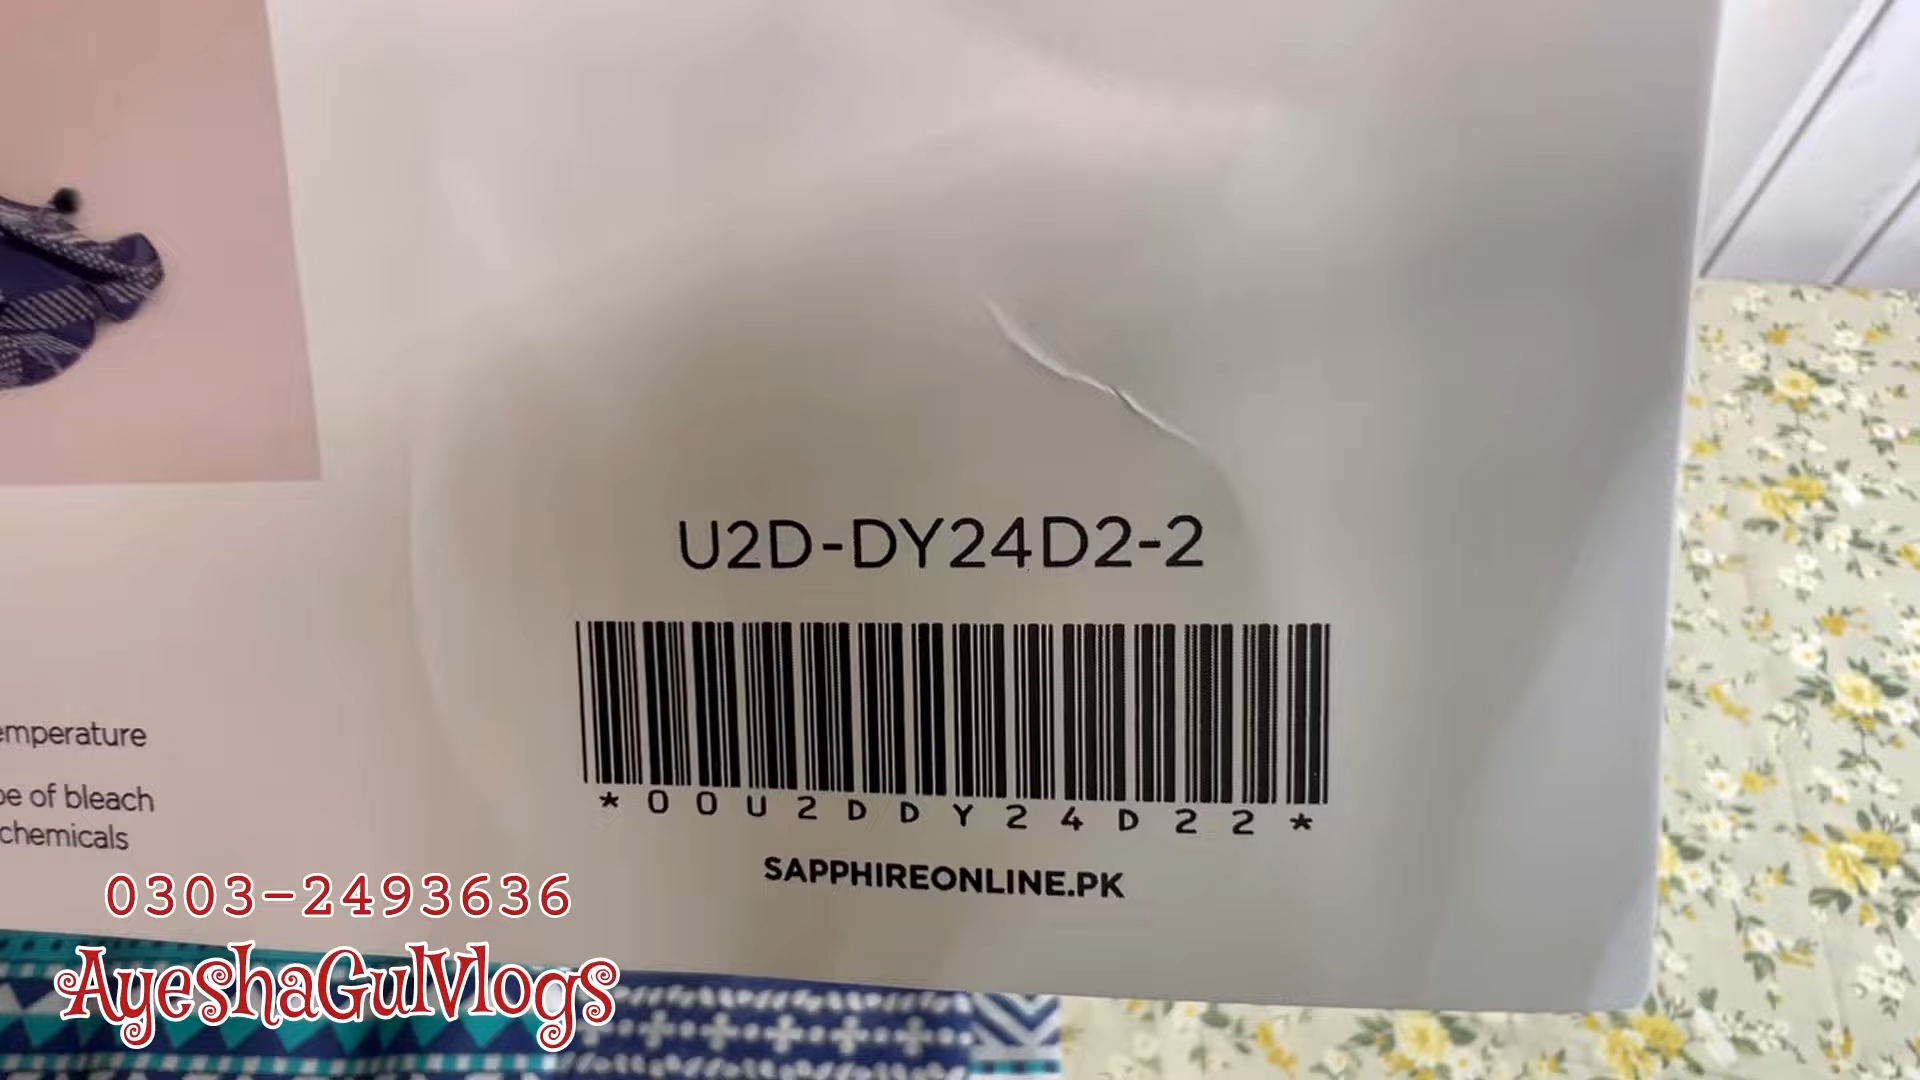 U2D-DY24D2-2
*00U2DDY24D22*
SAPPHIREONLINE.PK
emperature
of bleach
chemicals
0303-2493636
AyeshaGulVlogs